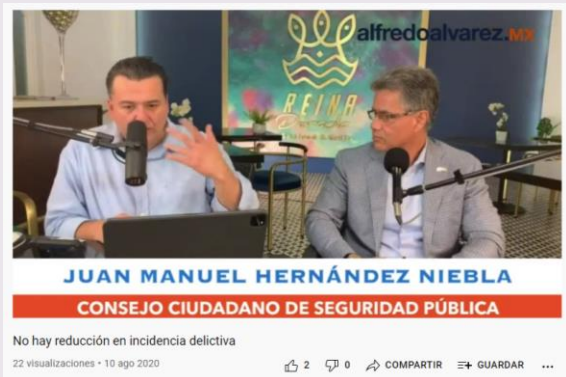 alfredoalvarez.MX
REINA
JUAN MANUEL HERNÁNDEZ NIEBLA
CONSEJO CIUDADANO DE SEGURIDAD PÚBLICA
No hay reducción en incidencia delictiva
22 visualizaciones • 10 ago 2020
2 0 COMPARTIR GUARDAR ...